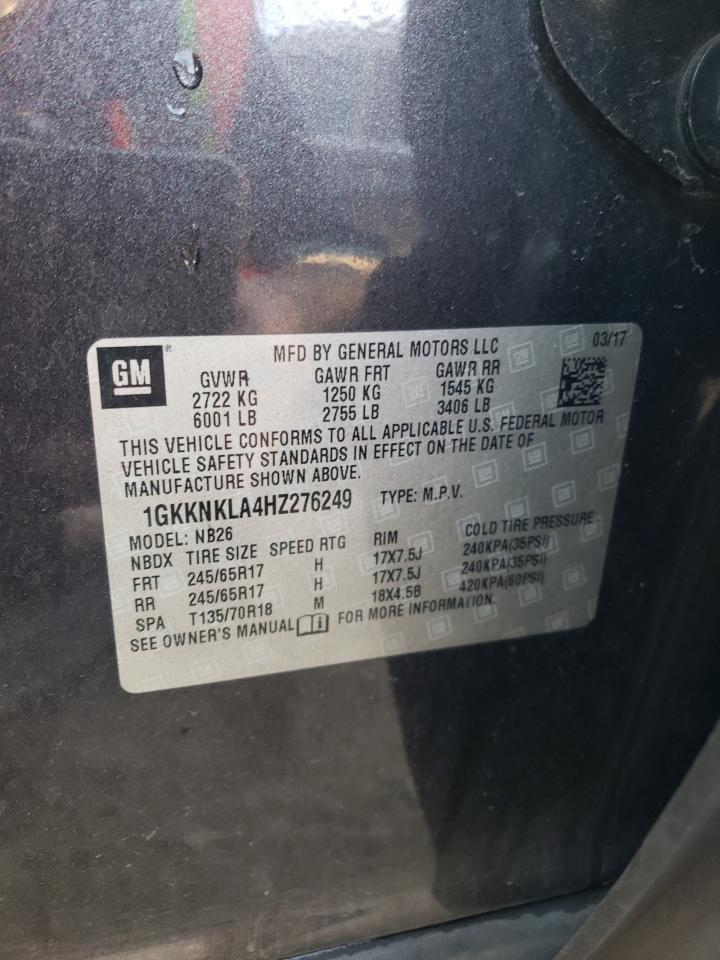 GM ®
MFD BY GENERAL MOTORS LLC 03/17
GVWR GAWR FRT GAWR RR
2722 KG 1250 KG 1545 KG
6001 LB 2755 LB 3406 LB
THIS VEHICLE CONFORMS TO ALL APPLICABLE U.S. FEDERAL MOTOR
VEHICLE SAFETY STANDARDS IN EFFECT ON THE DATE OF
MANUFACTURE SHOWN ABOVE.
1GKKNKLA4HZ276249 TYPE: M.P.V.
MODEL: NB26
NBDX TIRE SIZE SPEED RTG RIM COLD TIRE PRESSURE
FRT 245/65R17 H 17X7.5J 240KPA(35PSI)
RR 245/65R17 H 17X7.5J 240KPA(35PSI)
SPA T135/70R18 M 18X4.5B 420KPA(60PSI)
SEE OWNER'S MANUAL i FOR MORE INFORMATION.